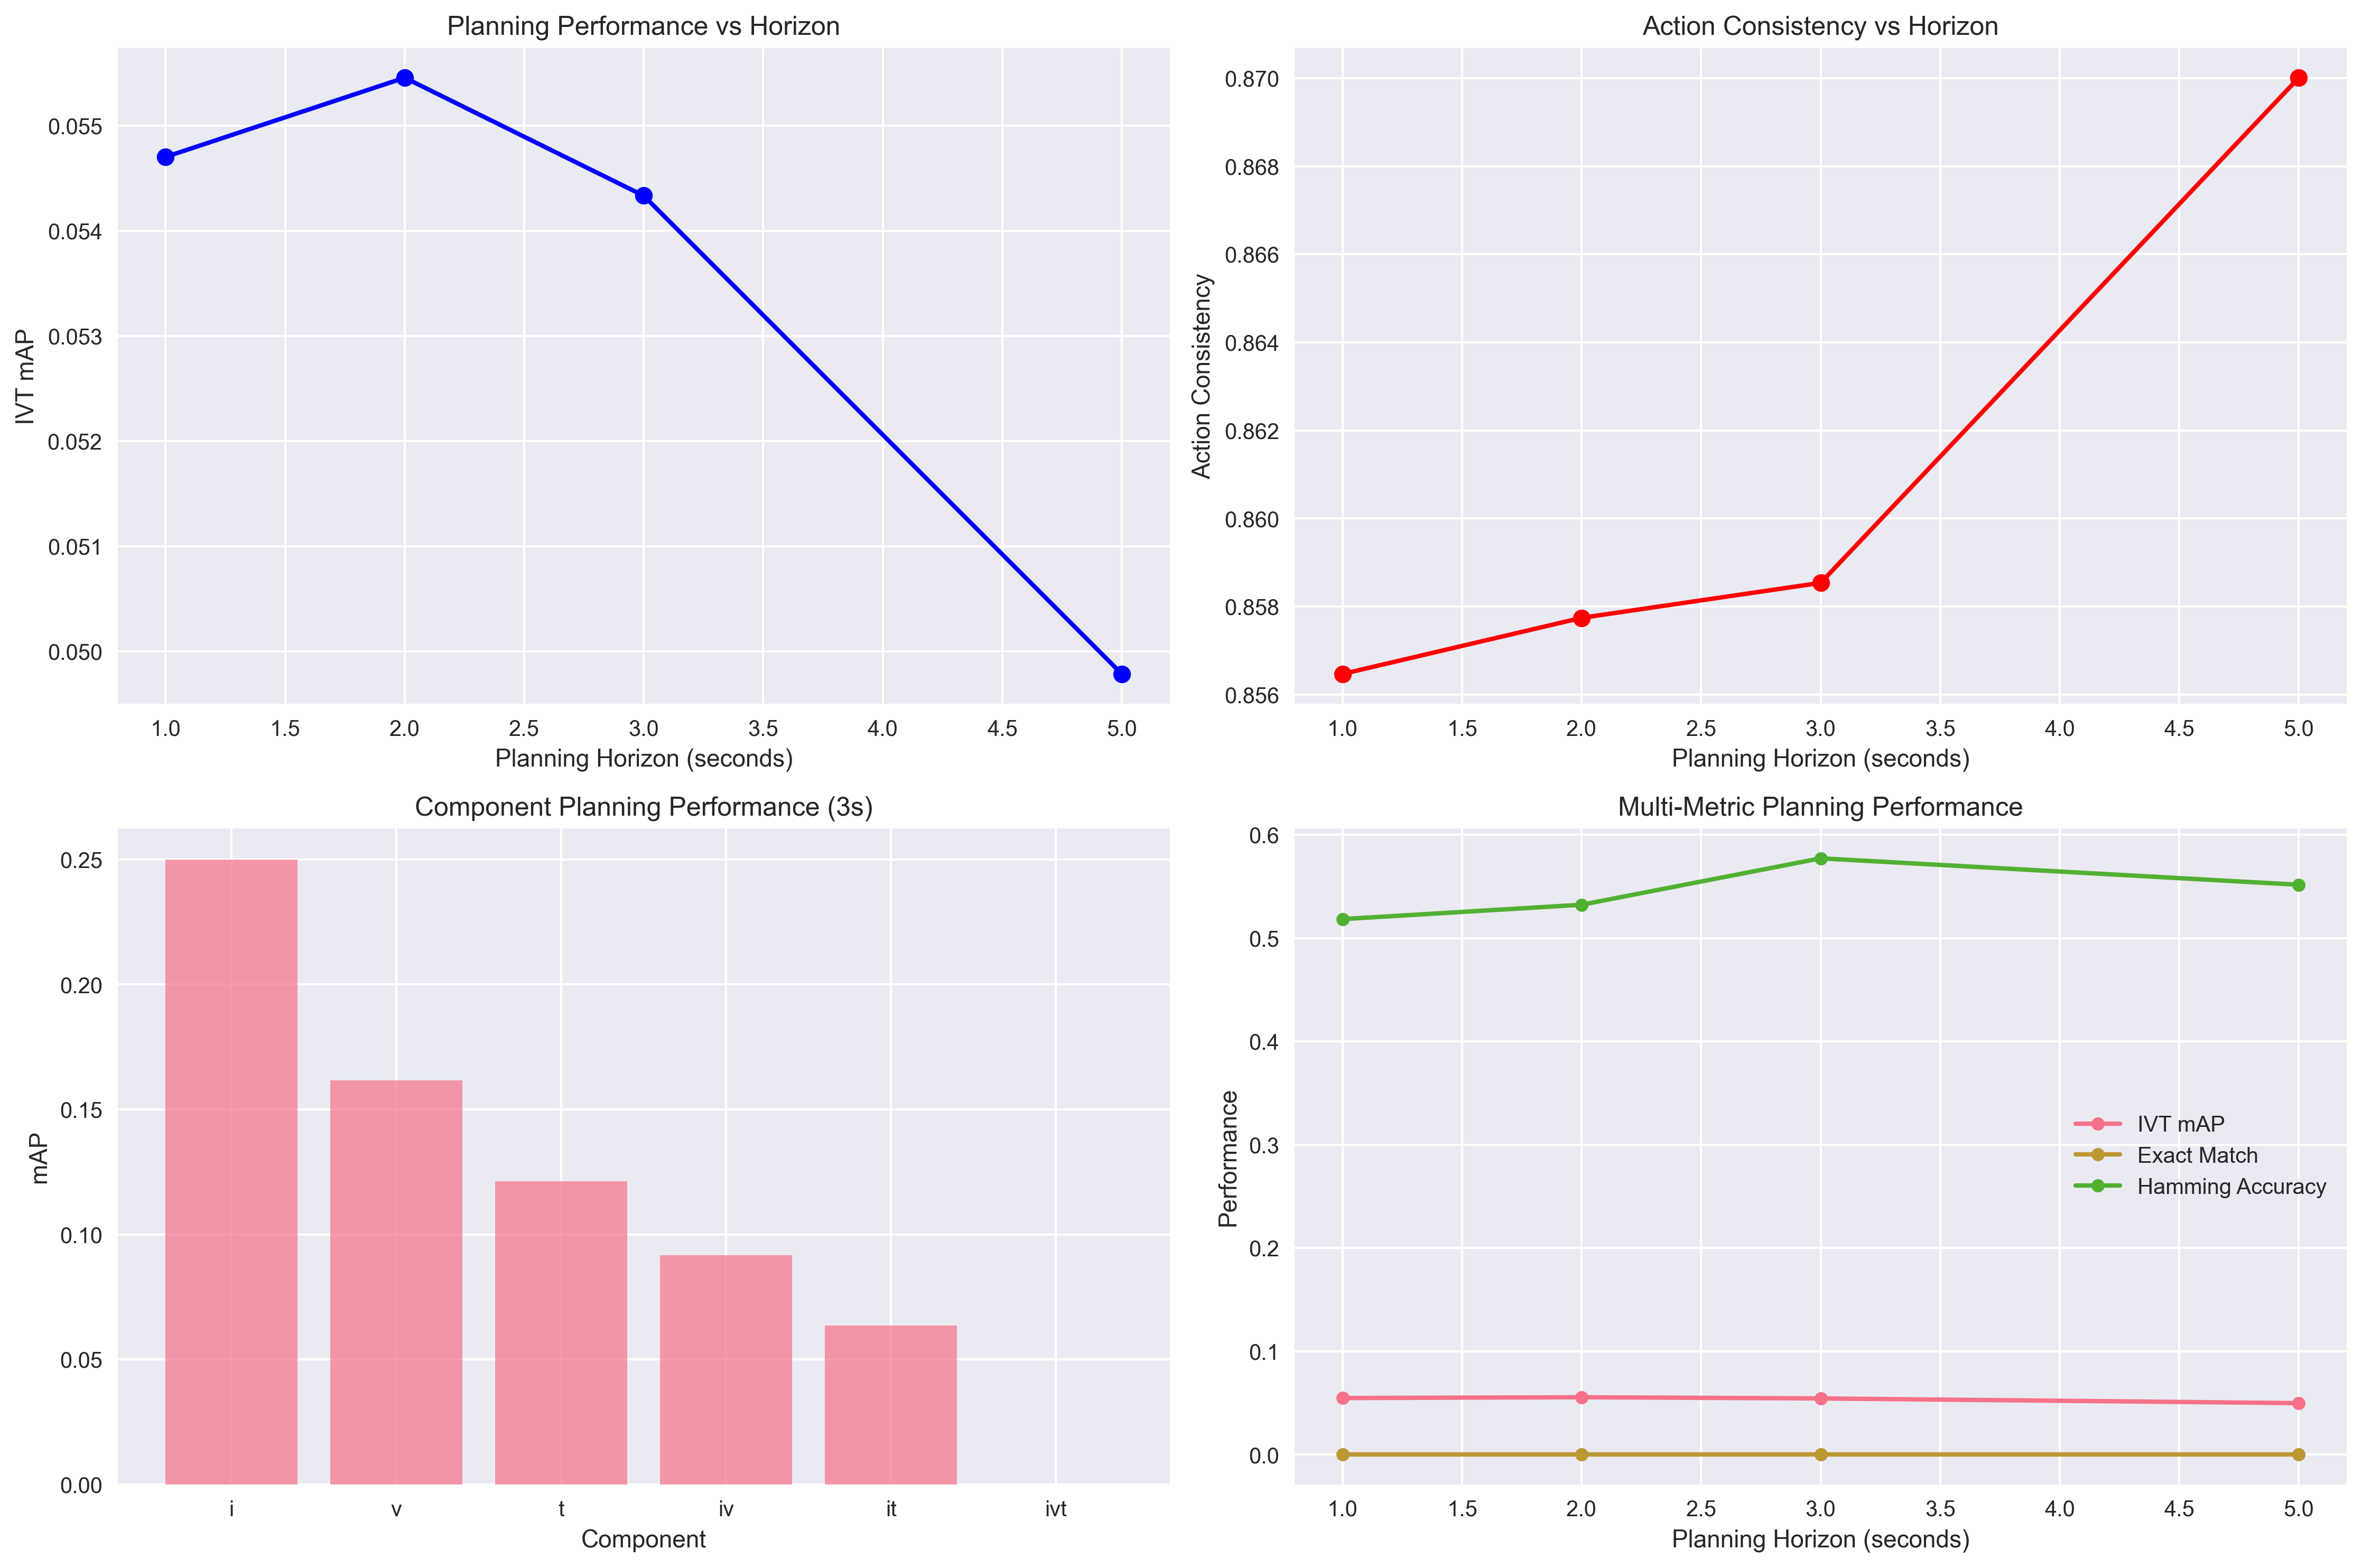 Planning Performance vs Horizon
IVT mAP
0.055
0.054
0.053
0.052
0.051
0.050
1.0 1.5 2.0 2.5 3.0 3.5 4.0 4.5 5.0
Planning Horizon (seconds)
Action Consistency vs Horizon
Action Consistency
0.870
0.868
0.866
0.864
0.862
0.860
0.858
0.856
1.0 1.5 2.0 2.5 3.0 3.5 4.0 4.5 5.0
Planning Horizon (seconds)
Component Planning Performance (3s)
mAP
0.25
0.20
0.15
0.10
0.05
0.00
i v t iv it ivt
Component
Multi-Metric Planning Performance
Performance
0.6
0.5
0.4
0.3
0.2
0.1
0.0
IVT mAP
Exact Match
Hamming Accuracy
1.0 1.5 2.0 2.5 3.0 3.5 4.0 4.5 5.0
Planning Horizon (seconds)